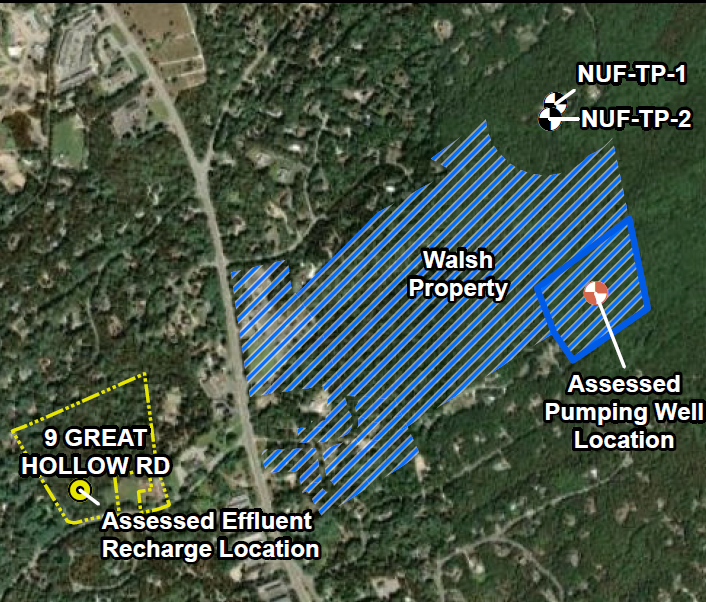 NUF-TP-1
NUF-TP-2
Walsh
Property
Assessed
Pumping Well
Location
9 GREAT
HOLLOW RD
Assessed Effluent
Recharge Location